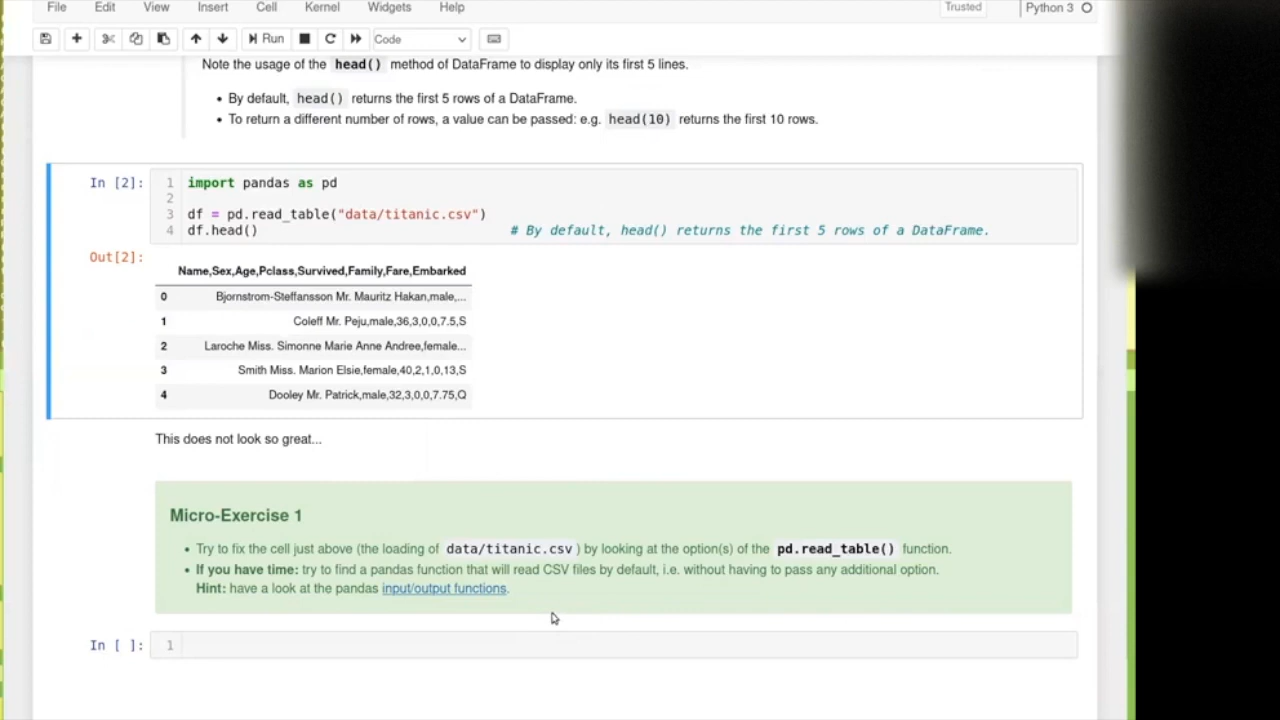 File Edit View Insert Cell Kernel Widgets Help Trusted Python 3
Run Code
Note the usage of the head() method of DataFrame to display only its first 5 lines.
• By default, head() returns the first 5 rows of a DataFrame.
• To return a different number of rows, a value can be passed: e.g. head(10) returns the first 10 rows.
In [2]: 1 import pandas as pd
2
3 df = pd.read_table("data/titanic.csv")
4 df.head() # By default, head() returns the first 5 rows of a DataFrame.
Out[2]:
Name,Sex,Age,Pclass,Survived,Family,Fare,Embarked
0 Bjornstrom-Steffansson Mr. Mauritz Hakan,male,...
1 Coleff Mr. Peju,male,36,3,0,0,7.5,S
2 Laroche Miss. Simonne Marie Anne Andree,female...
3 Smith Miss. Marion Elsie,female,40,2,1,0,13,S
4 Dooley Mr. Patrick,male,32,3,0,0,7.75,Q
This does not look so great...
Micro-Exercise 1
• Try to fix the cell just above (the loading of data/titanic.csv) by looking at the option(s) of the pd.read_table() function.
• If you have time: try to find a pandas function that will read CSV files by default, i.e. without having to pass any additional option.
Hint: have a look at the pandas input/output functions.
In [ ]: 1